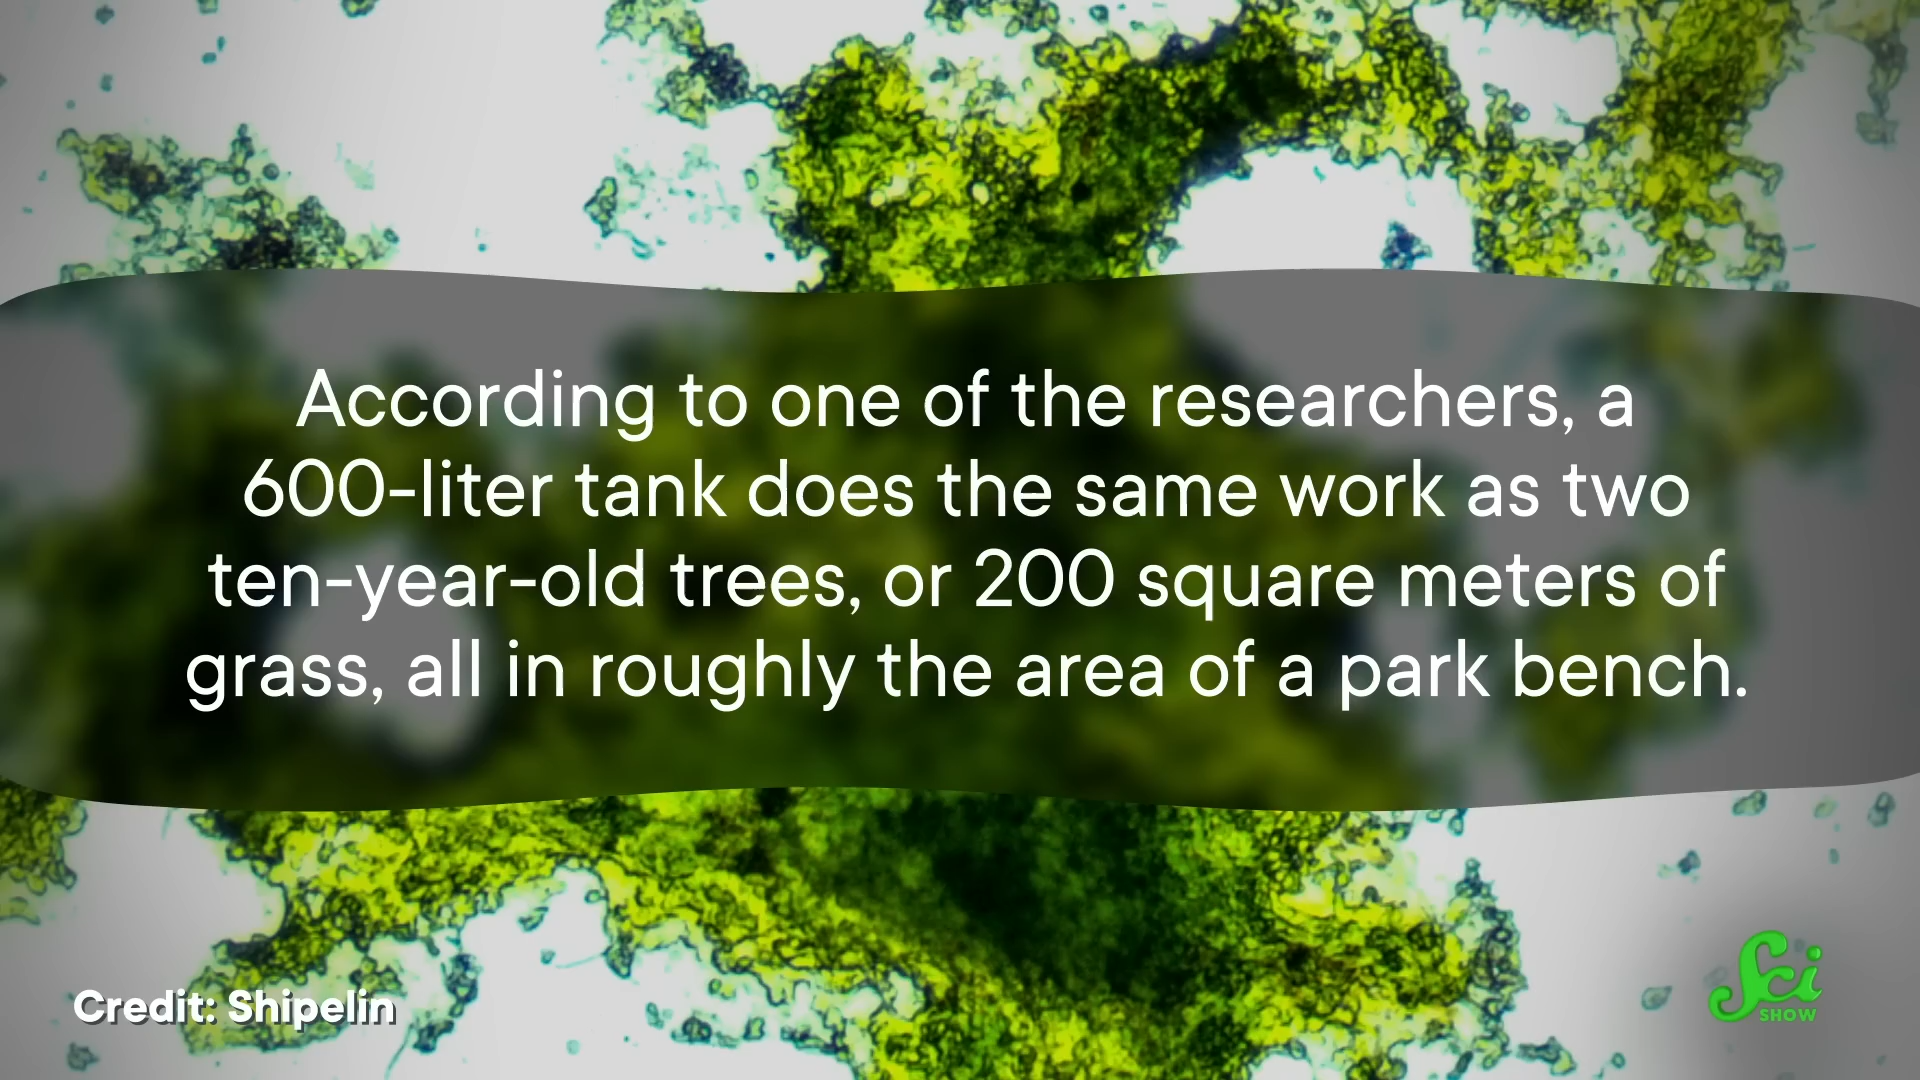 According to one of the researchers, a
600-liter tank does the same work as two
ten-year-old trees, or 200 square meters of
grass, all in roughly the area of a park bench.
Credit: Shipelin
Sci
SHOW